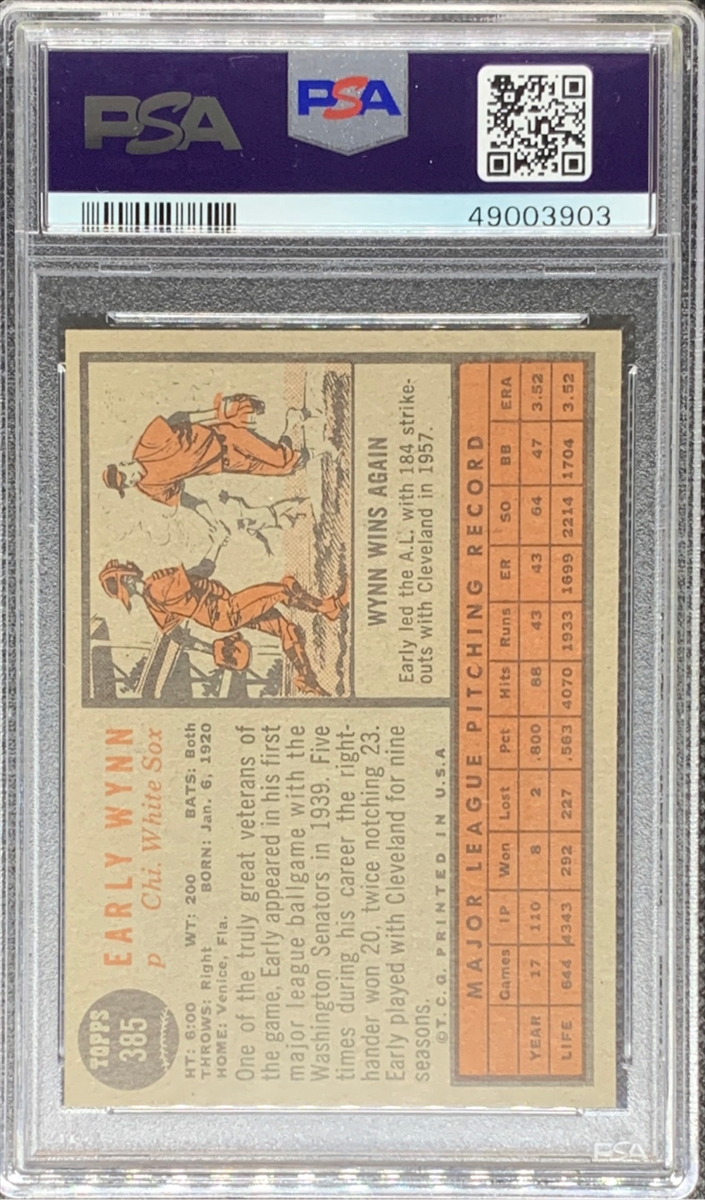 PSA
PSA
49003903
TOPPS
385
EARLY WYNN
p Chi. White Sox
HT: 6:00 WT: 200 BATS: Both
THROWS: Right BORN: Jan. 6, 1920
HOME: Venice, Fla.
One of the truly great veterans of
the game, Early appeared in his first
major league ballgame with the
Washington Senators in 1939. Five
times during his career the right-
hander won 20, twice notching 23.
Early played with Cleveland for nine
seasons.
©T.C.G. PRINTED IN U.S.A
WYNN WINS AGAIN
Early led the A.L. with 184 strike-
outs with Cleveland in 1957.
MAJOR LEAGUE PITCHING RECORD
Games IP Won Lost Pct Hits Runs ER SO BB ERA
YEAR 17 110 8 2 .800 88 43 43 64 47 3.52
LIFE 644 4343 292 227 .563 4070 1933 1699 2214 1704 3.52
PSA